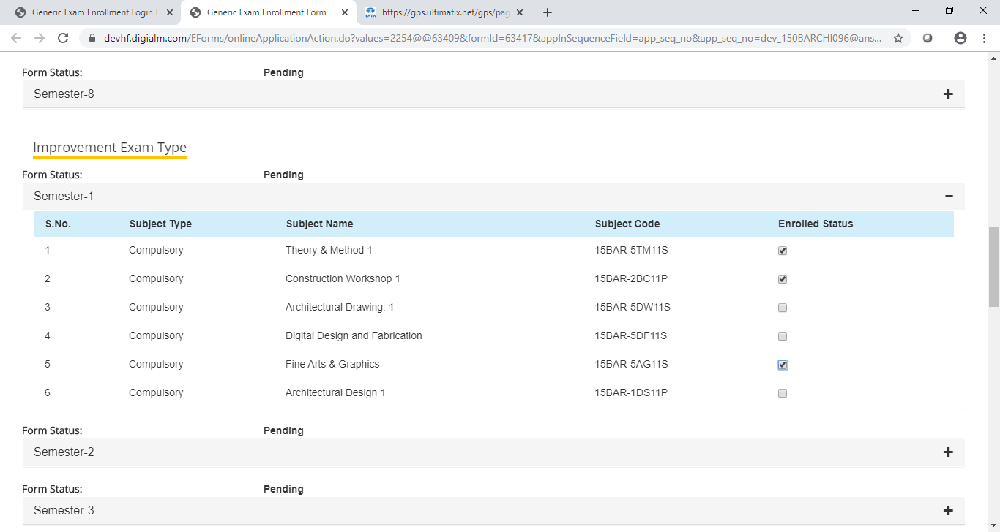 Generic Exam Enrollment Login F
Generic Exam Enrollment Form
TATA
https://gps.ultimatix.net/gps/pag
devhf.digialm.com/EForms/onlineApplicationAction.do?values=2254@@63409&formId=63417&appInSequenceField=app_seq_no&app_seq_no=dev_150BARCHI096@ans...
Form Status: Pending
Semester-8
Improvement Exam Type
Form Status: Pending
Semester-1
S.No. Subject Type Subject Name Subject Code Enrolled Status
1 Compulsory Theory & Method 1 15BAR-5TM11S
2 Compulsory Construction Workshop 1 15BAR-2BC11P
3 Compulsory Architectural Drawing: 1 15BAR-5DW11S
4 Compulsory Digital Design and Fabrication 15BAR-5DF11S
5 Compulsory Fine Arts & Graphics 15BAR-5AG11S
6 Compulsory Architectural Design 1 15BAR-1DS11P
Form Status: Pending
Semester-2
Form Status: Pending
Semester-3